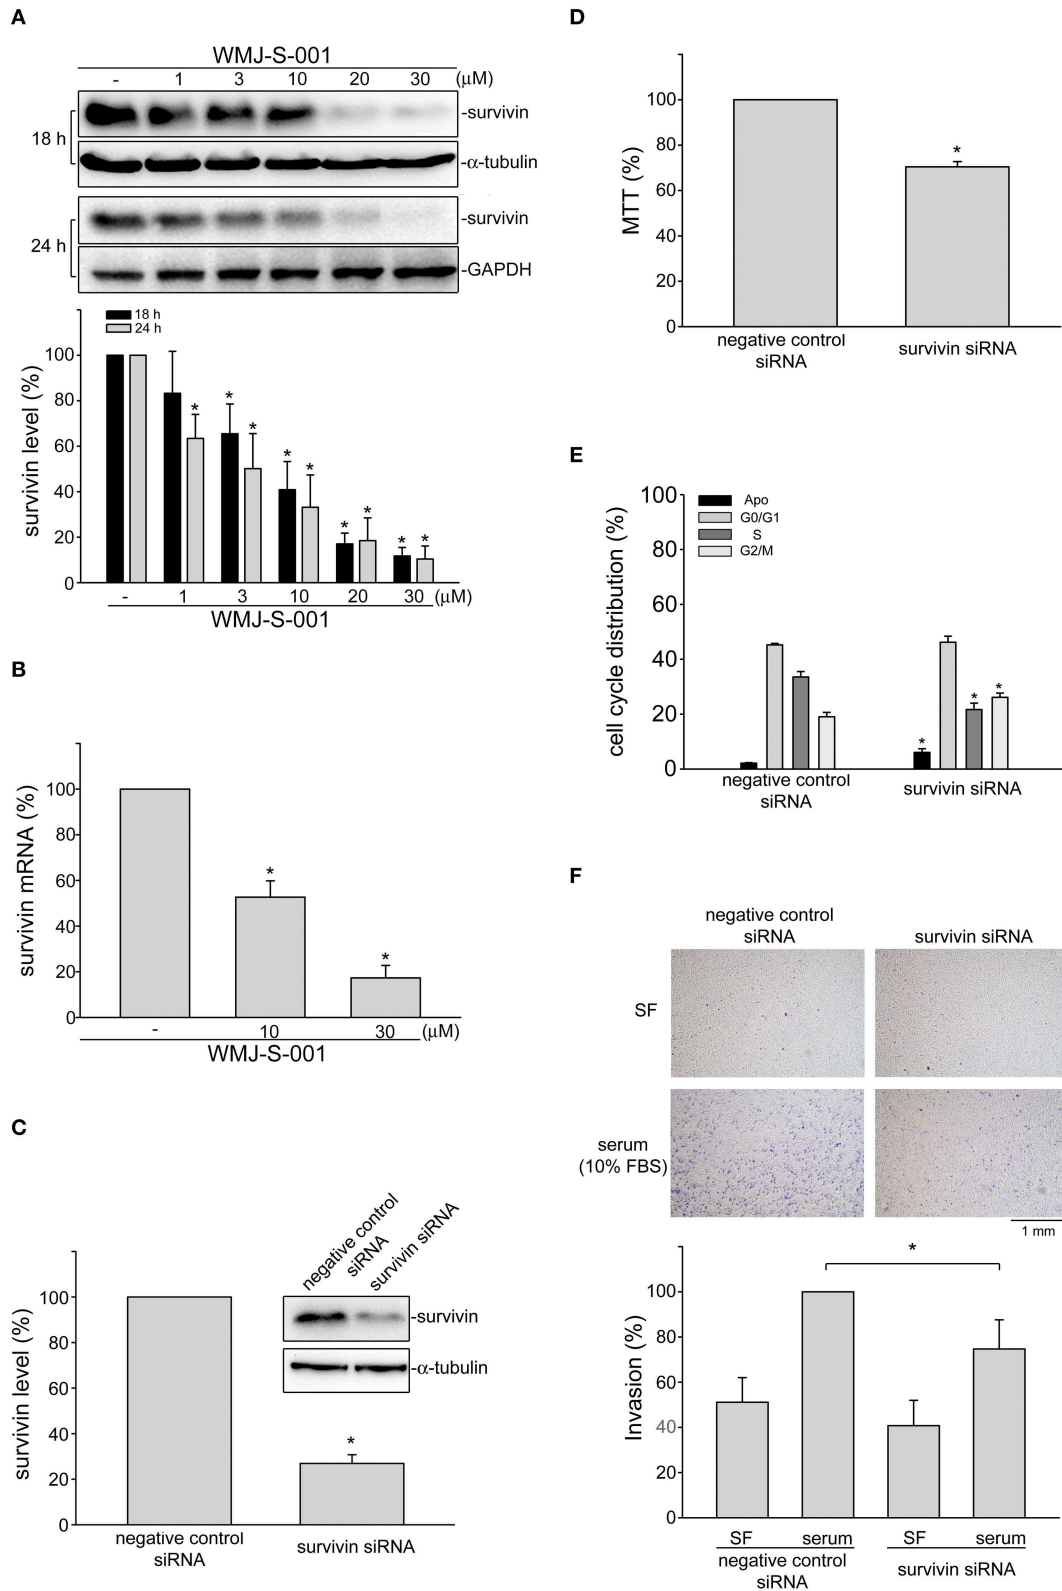 A
WMJ-S-001
- 1 3 10 20 30 (μM)
18 h
-survivin
-α-tubulin
24 h
-survivin
-GAPDH
18 h
24 h
survivin level (%)
100
80
60
40
20
0
* * * * * * * * *
- 1 3 10 20 30 (μM)
WMJ-S-001
B
survivin mRNA (%)
100
80
60
40
20
0
* *
- 10 30 (μM)
WMJ-S-001
C
survivin level (%)
100
80
60
40
20
0
negative control
siRNA
survivin siRNA
-survivin
-α-tubulin
*
negative control
siRNA
survivin siRNA
D
MTT (%)
100
80
60
40
20
0
*
negative control
siRNA
survivin siRNA
E
cell cycle distribution (%)
100
80
60
40
20
0
Apo
G0/G1
S
G2/M
* * *
negative control
siRNA
survivin siRNA
F
negative control
siRNA
survivin siRNA
SF
serum
(10% FBS)
1 mm
Invasion (%)
100
80
60
40
20
0
*
SF serum SF serum
negative control
siRNA
survivin siRNA